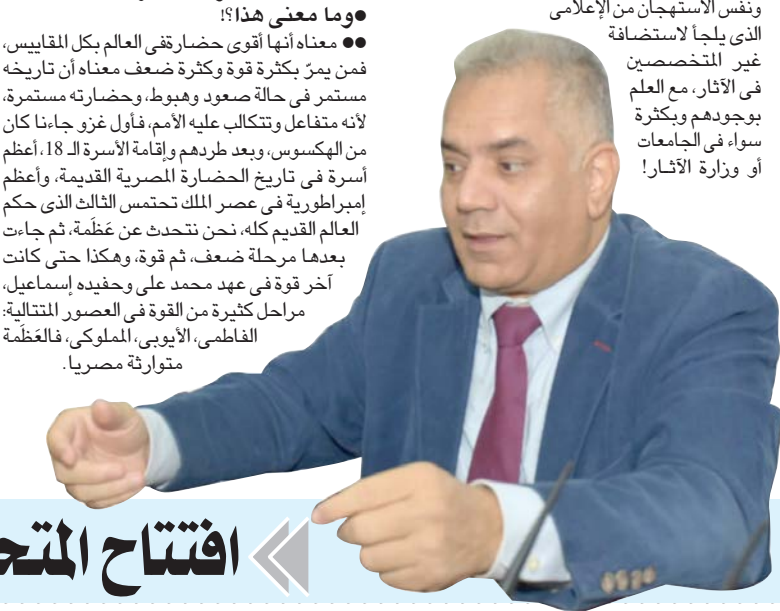 ●وما معنى هذا؟!
●● معناه أنها أقوى حضارةفى العالم بكل المقاييس،
فمن يمرّ بكثرة قوة وكثرة ضعف معناه أن تاريخه
مستمر فى حالة صعود وهبوط، وحضارته مستمرة،
لأنه متفاعل وتتكالب عليه الأمم، فأول غزو جاءنا كان
من الهكسوس، وبعد طردهم وإقامة الأسرة الـ 18، أعظم
أسرة فى تاريخ الحضارة المصرية القديمة، وأعظم
إمبراطورية فى عصر الملك تحتمس الثالث الذى حكم
العالم القديم كله، نحن نتحدث عن عَظَمة، ثم جاءت
بعدها مرحلة ضعف، ثم قوة، وهكذا حتى كانت
آخر قوة فى عهد محمد على وحفيده إسماعيل،
مراحل كثيرة من القوة فى العصور المتتالية:
الفاطمى، الأيوبى، المملوكى، فالعَظَمة
متوارثة مصريا.
ونفس الاستهجان من الإعلامى
الذى يلجأ لاستضافة
غير المتخصصين
فى الآثار، مع العلم
بوجودهم وبكثرة
سواء فى الجامعات
أو وزارة الآثـار!
افتتاح المتح